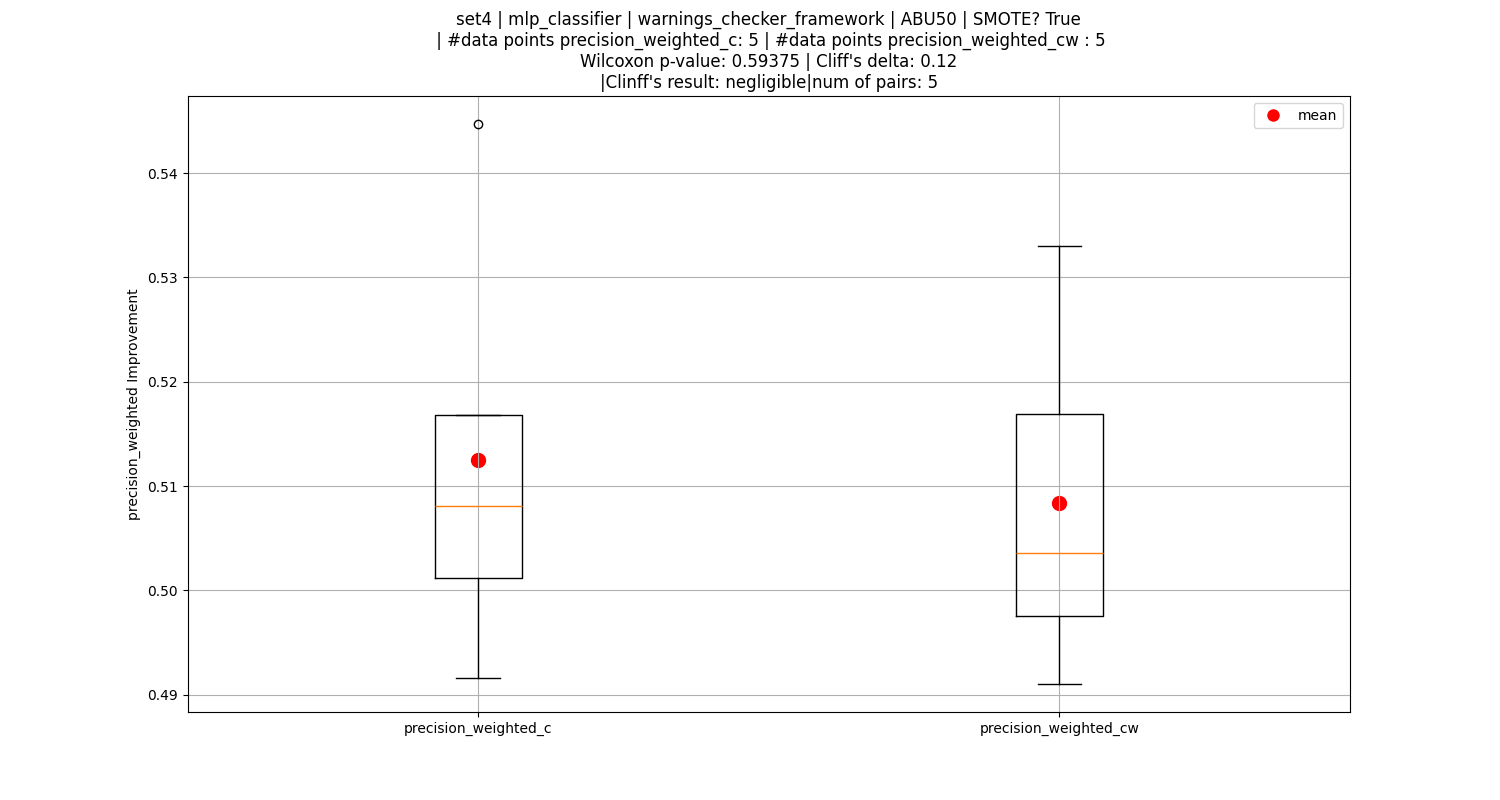 set4 | mlp_classifier | warnings_checker_framework | ABU50 | SMOTE? True
| #data points precision_weighted_c: 5 | #data points precision_weighted_cw : 5
Wilcoxon p-value: 0.59375 | Cliff's delta: 0.12
|Clinff's result: negligible|num of pairs: 5
mean
0.54
0.53
0.52
0.51
0.50
0.49
precision_weighted Improvement
precision_weighted_c
precision_weighted_cw